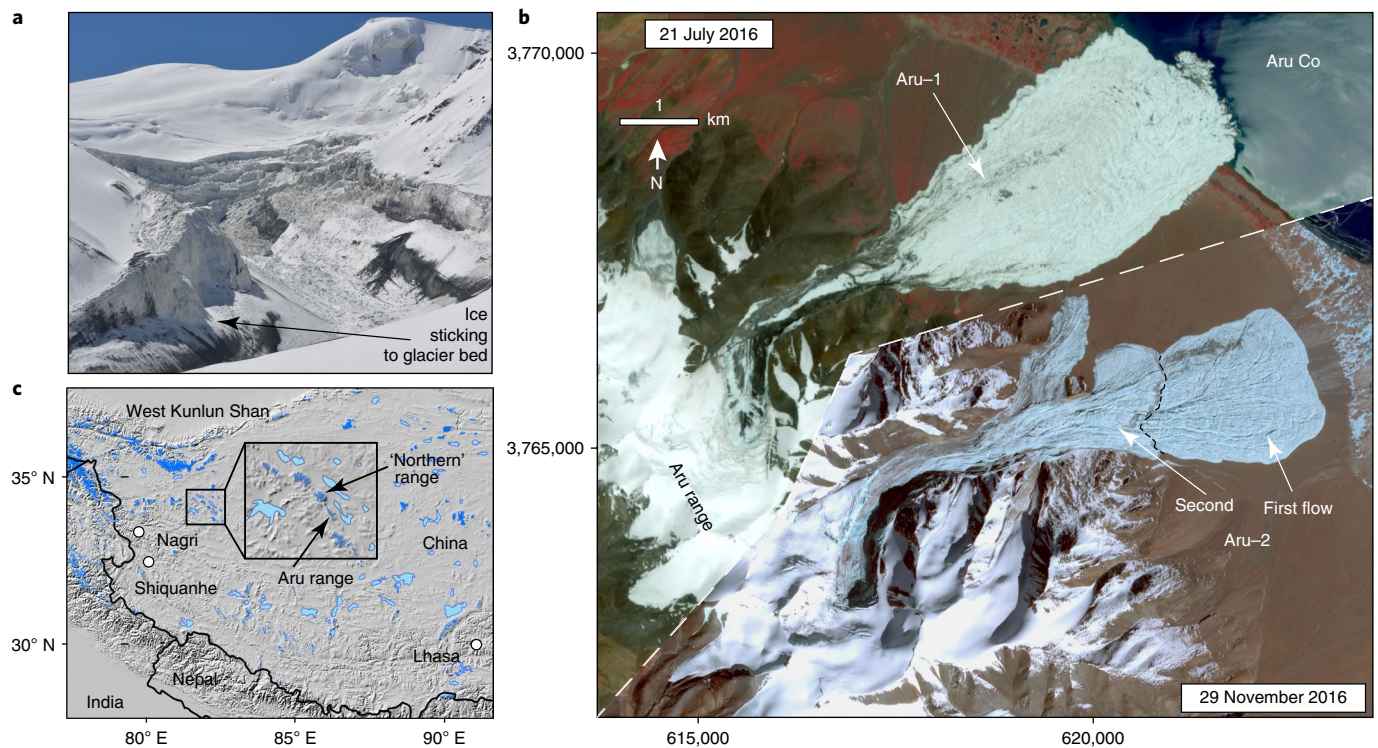 a
Ice
sticking
to glacier bed
b
21 July 2016
3,770,000
Aru–1
Aru Co
1
km
N
3,765,000
Aru range
Second
First flow
Aru–2
29 November 2016
615,000
620,000
c
West Kunlun Shan
35° N
‘Northern’
range
Nagri
China
Aru range
Shiquanhe
30° N
Lhasa
Nepal
India
80° E
85° E
90° E